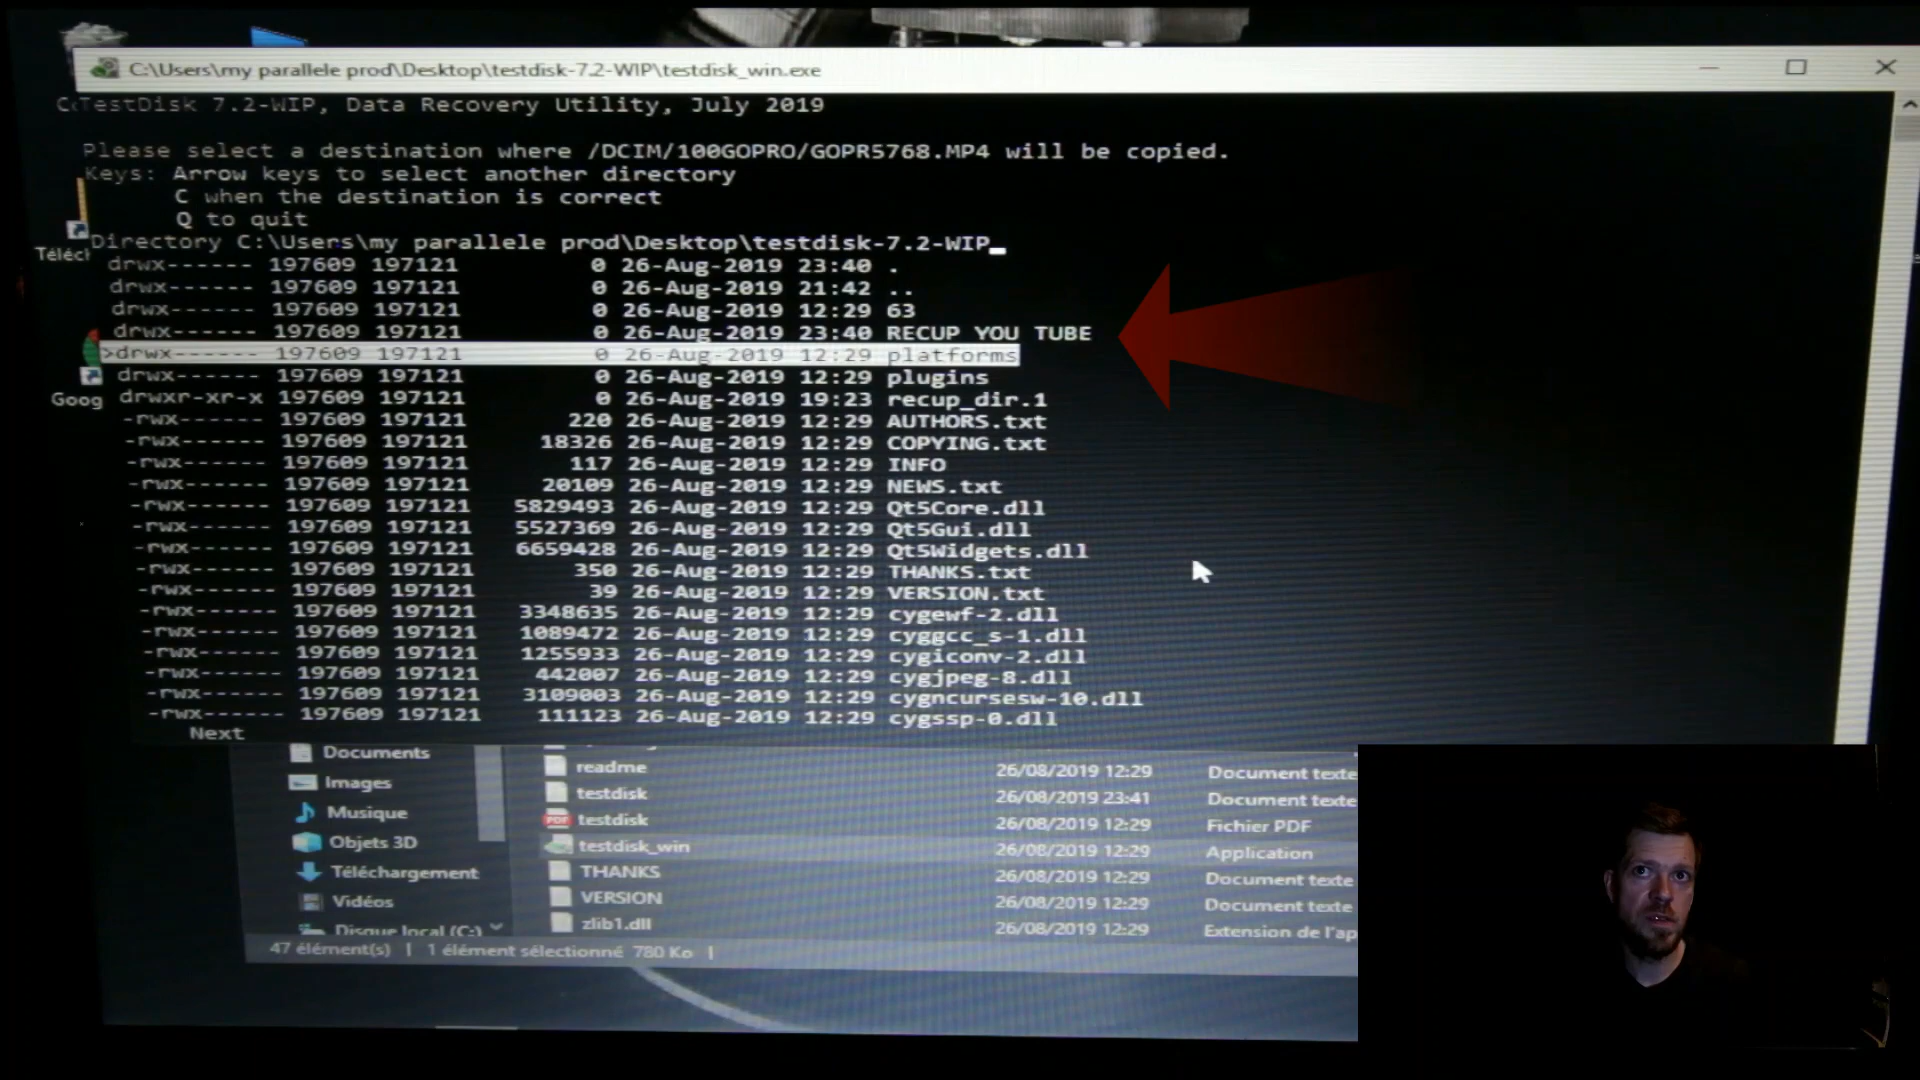 C:\Users\my parallele prod\Desktop\testdisk-7.2-WIP\testdisk_win.exe
TestDisk 7.2-WIP, Data Recovery Utility, July 2019
Please select a destination where /DCIM/100GOPRO/GOPR5768.MP4 will be copied.
Keys: Arrow keys to select another directory
C when the destination is correct
Q to quit
Directory C:\Users\my parallele prod\Desktop\testdisk-7.2-WIP
drwx------ 197609 197121 0 26-Aug-2019 23:40 .
drwx------ 197609 197121 0 26-Aug-2019 21:42 ..
drwx------ 197609 197121 0 26-Aug-2019 12:29 63
drwx------ 197609 197121 0 26-Aug-2019 23:40 RECUP YOU TUBE
>drwx------ 197609 197121 0 26-Aug-2019 12:29 platforms
drwx------ 197609 197121 0 26-Aug-2019 12:29 plugins
drwxr-xr-x 197609 197121 0 26-Aug-2019 19:23 recup_dir.1
-rwx------ 197609 197121 220 26-Aug-2019 12:29 AUTHORS.txt
-rwx------ 197609 197121 18326 26-Aug-2019 12:29 COPYING.txt
-rwx------ 197609 197121 117 26-Aug-2019 12:29 INFO
-rwx------ 197609 197121 20109 26-Aug-2019 12:29 NEWS.txt
-rwx------ 197609 197121 5829493 26-Aug-2019 12:29 Qt5Core.dll
-rwx------ 197609 197121 5527369 26-Aug-2019 12:29 Qt5Gui.dll
-rwx------ 197609 197121 6659428 26-Aug-2019 12:29 Qt5Widgets.dll
-rwx------ 197609 197121 350 26-Aug-2019 12:29 THANKS.txt
-rwx------ 197609 197121 39 26-Aug-2019 12:29 VERSION.txt
-rwx------ 197609 197121 3348635 26-Aug-2019 12:29 cygewf-2.dll
-rwx------ 197609 197121 1089472 26-Aug-2019 12:29 cyggcc_s-1.dll
-rwx------ 197609 197121 1255933 26-Aug-2019 12:29 cygiconv-2.dll
-rwx------ 197609 197121 442007 26-Aug-2019 12:29 cygjpeg-8.dll
-rwx------ 197609 197121 3109003 26-Aug-2019 12:29 cygncursesw-10.dll
-rwx------ 197609 197121 111123 26-Aug-2019 12:29 cygssp-0.dll
Next
Téléch
Goog
Documents
Images
Musique
Objets 3D
Téléchargement
Vidéos
Disque local (C:)
readme 26/08/2019 12:29 Document texte
testdisk 26/08/2019 23:41 Document texte
testdisk 26/08/2019 12:29 Fichier PDF
testdisk_win 26/08/2019 12:29 Application
THANKS 26/08/2019 12:29 Document texte
VERSION 26/08/2019 12:29 Document texte
zlib1.dll 26/08/2019 12:29 Extension de l'ap
47 élément(s) | 1 élément sélectionné 780 Ko |
PDF